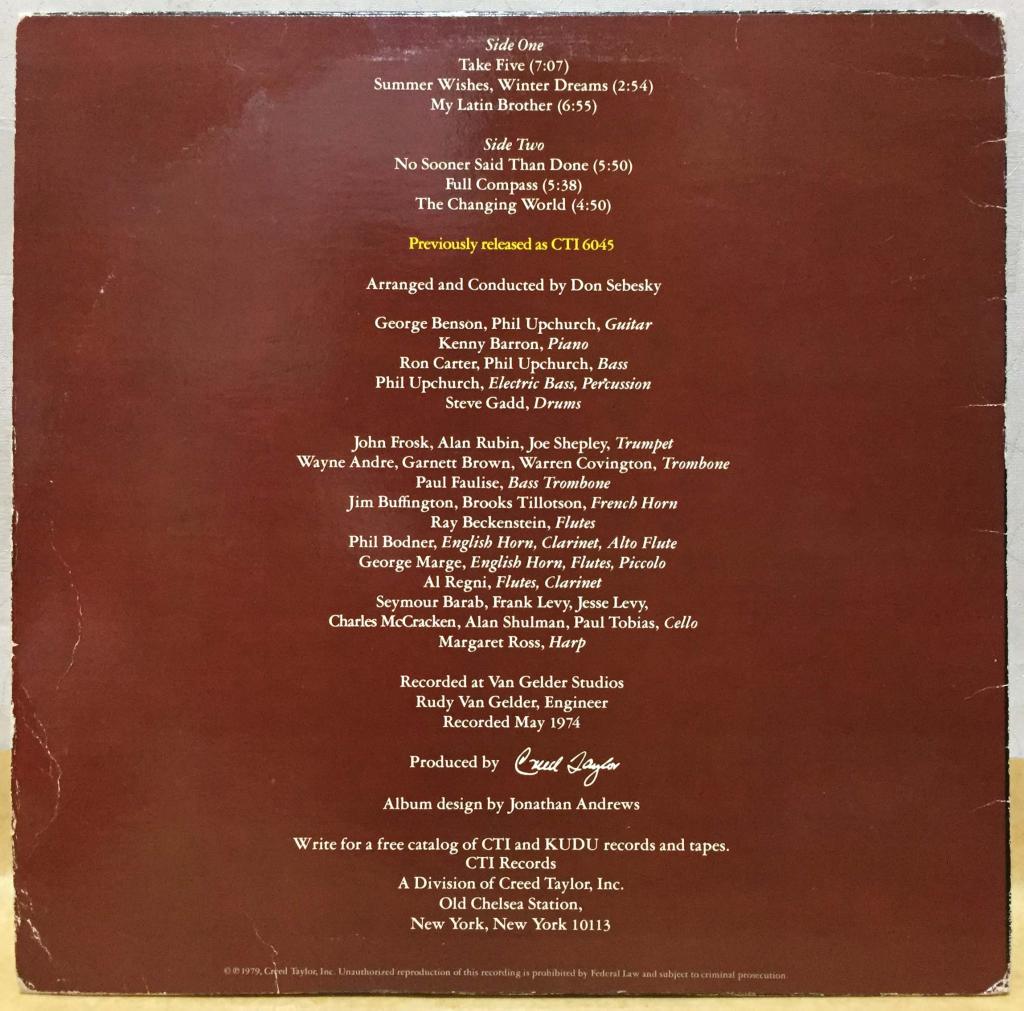 Side One
Take Five (7:07)
Summer Wishes, Winter Dreams (2:54)
My Latin Brother (6:55)
Side Two
No Sooner Said Than Done (5:50)
Full Compass (5:38)
The Changing World (4:50)
Previously released as CTI 6045
Arranged and Conducted by Don Sebesky
George Benson, Phil Upchurch, Guitar
Kenny Barron, Piano
Ron Carter, Phil Upchurch, Bass
Phil Upchurch, Electric Bass, Percussion
Steve Gadd, Drums
John Frosk, Alan Rubin, Joe Shepley, Trumpet
Wayne Andre, Garnett Brown, Warren Covington, Trombone
Paul Faulise, Bass Trombone
Jim Buffington, Brooks Tillotson, French Horn
Ray Beckenstein, Flutes
Phil Bodner, English Horn, Clarinet, Alto Flute
George Marge, English Horn, Flutes, Piccolo
Al Regni, Flutes, Clarinet
Seymour Barab, Frank Levy, Jesse Levy,
Charles McCracken, Alan Shulman, Paul Tobias, Cello
Margaret Ross, Harp
Recorded at Van Gelder Studios
Rudy Van Gelder, Engineer
Recorded May 1974
Produced by Creed Taylor
Album design by Jonathan Andrews
Write for a free catalog of CTI and KUDU records and tapes.
CTI Records
A Division of Creed Taylor, Inc.
Old Chelsea Station,
New York, New York 10113
© ℗ 1979, Creed Taylor, Inc. Unauthorized reproduction of this recording is prohibited by Federal Law and subject to criminal prosecution.